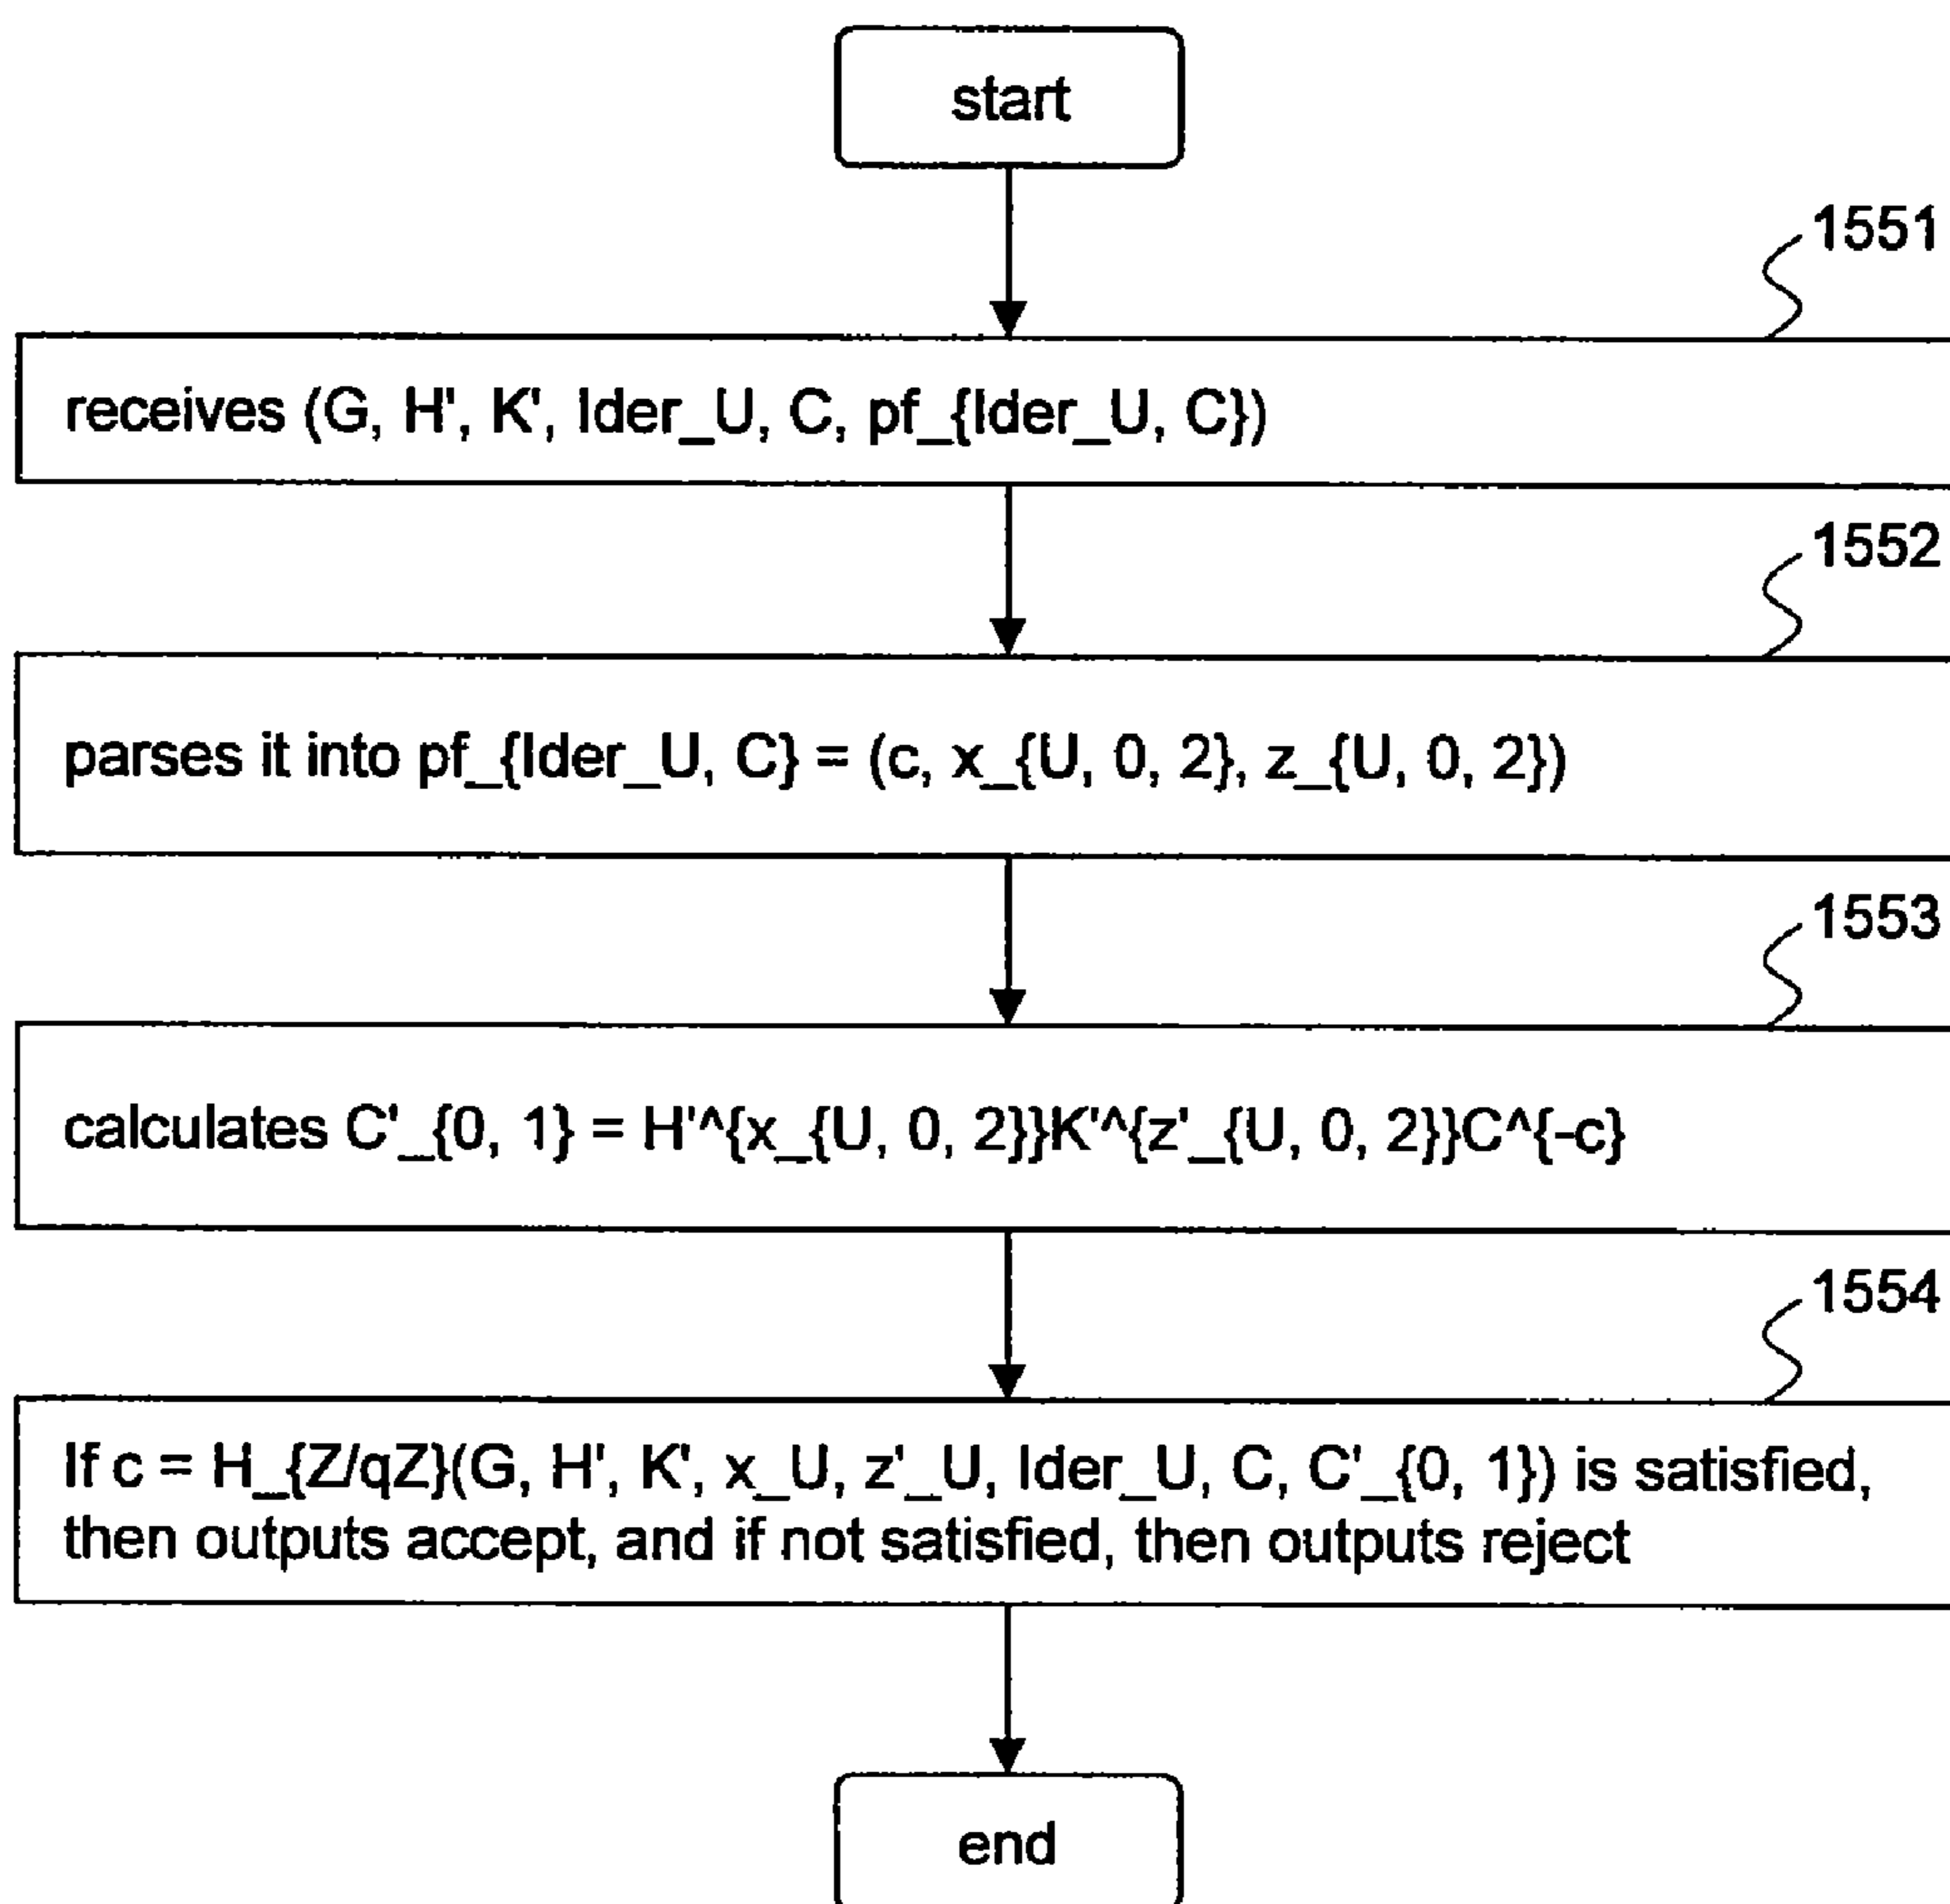 start
1551
receives (G, H', K', Ider_U, C, pf_{Ider_U, C})
1552
parses it into pf_{Ider_U, C} = (c, x_{U, 0, 2}, z_{U, 0, 2})
1553
calculates C'_{0, 1} = H'^{x_{U, 0, 2}}K'^{z'_{U, 0, 2}}C^{-c}
1554
If c = H_{Z/qZ}(G, H', K', x_U, z'_U, Ider_U, C, C'_{0, 1}) is satisfied,
then outputs accept, and if not satisfied, then outputs reject
end